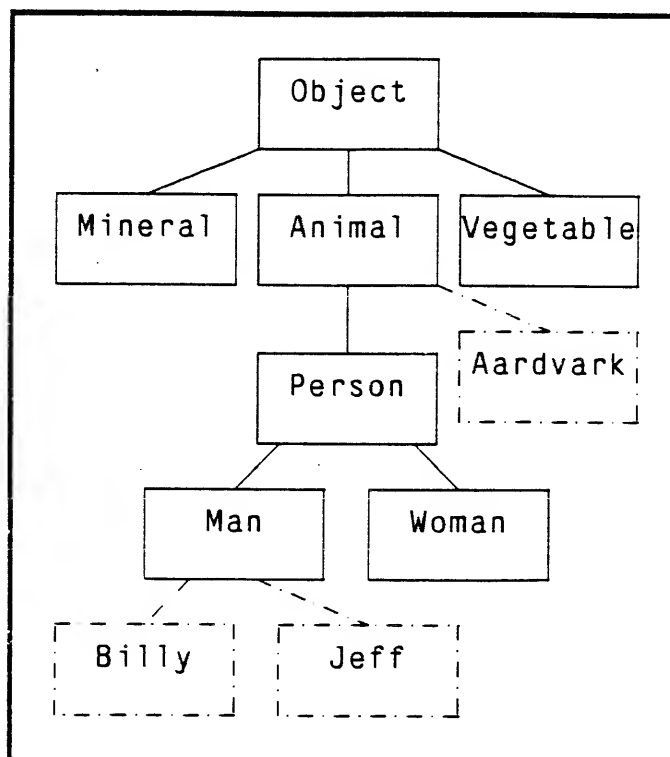 Object
Mineral Animal Vegetable
Aardvark
Person
Man Woman
Billy Jeff